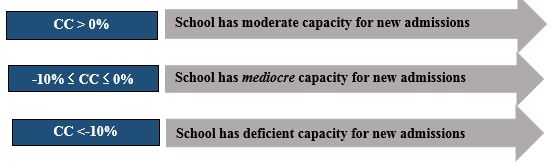 CC > 0%
School has moderate capacity for new admissions
-10% ≤ CC ≤ 0%
School has mediocre capacity for new admissions
CC <-10%
School has deficient capacity for new admissions